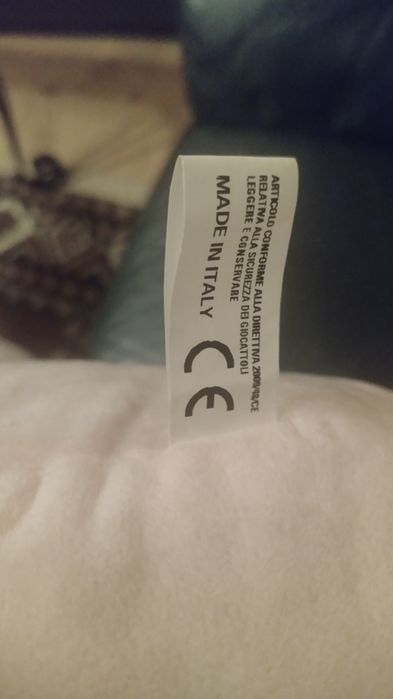 ARTICOLO CONFORME ALLA DIRETTIVA 2009/48/CE
RELATIVA ALLA SICUREZZA DEI GIOCATTOLI
LEGGERE E CONSERVARE
MADE IN ITALY
CE